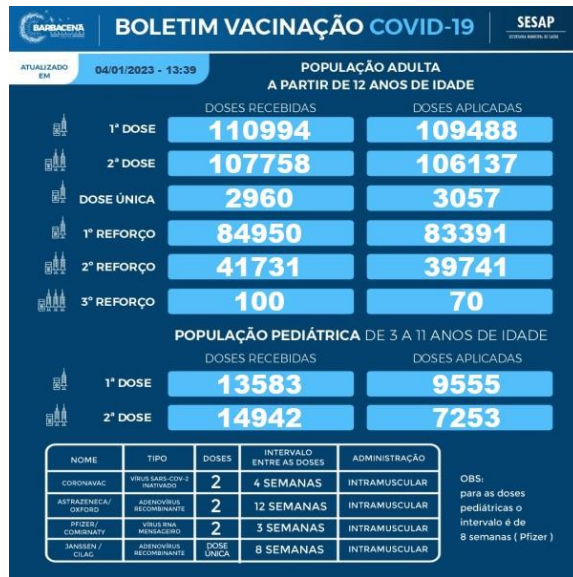 BARBACENA
BOLETIM VACINAÇÃO COVID-19
SESAP
ATUALIZADO EM
04/01/2023 - 13:39
POPULAÇÃO ADULTA
A PARTIR DE 12 ANOS DE IDADE
DOSES RECEBIDAS DOSES APLICADAS
1ª DOSE 110994 109488
2ª DOSE 107758 106137
DOSE ÚNICA 2960 3057
1º REFORÇO 84950 83391
2º REFORÇO 41731 39741
3º REFORÇO 100 70
POPULAÇÃO PEDIÁTRICA DE 3 A 11 ANOS DE IDADE
DOSES RECEBIDAS DOSES APLICADAS
1ª DOSE 13583 9555
2ª DOSE 14942 7253
NOME TIPO DOSES INTERVALO ENTRE AS DOSES ADMINISTRAÇÃO
CORONAVAC VÍRUS SARS-COV-2 INATIVADO 2 4 SEMANAS INTRAMUSCULAR
ASTRAZENECA/ OXFORD ADENOVÍRUS RECOMBINANTE 2 12 SEMANAS INTRAMUSCULAR
PFIZER/ COMIRNATY VÍRUS RNA MENSAGEIRO 2 3 SEMANAS INTRAMUSCULAR
JANSSEN / CILAG ADENOVÍRUS RECOMBINANTE DOSE ÚNICA 8 SEMANAS INTRAMUSCULAR
OBS:
para as doses
pediátricas o
intervalo é de
8 semanas ( Pfizer )